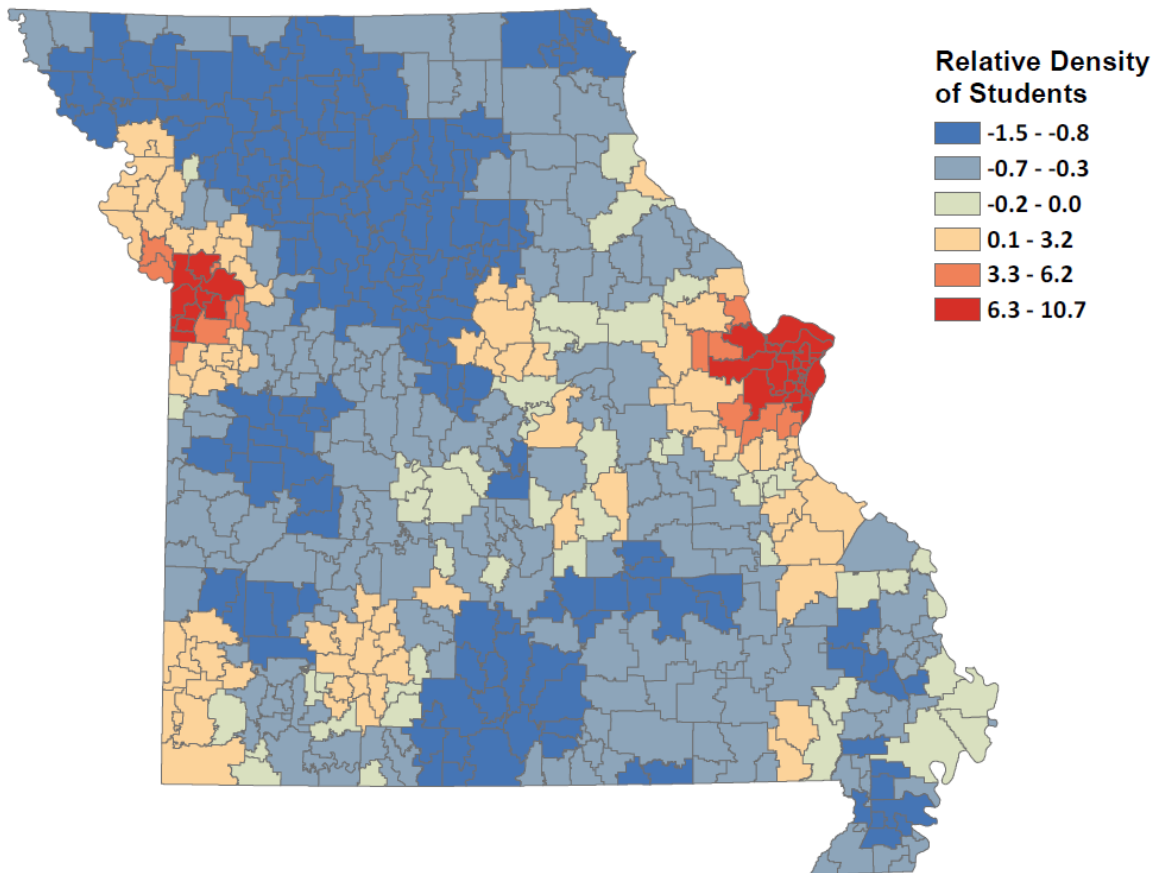 Relative Density
of Students
-1.5 - -0.8
-0.7 - -0.3
-0.2 - 0.0
0.1 - 3.2
3.3 - 6.2
6.3 - 10.7